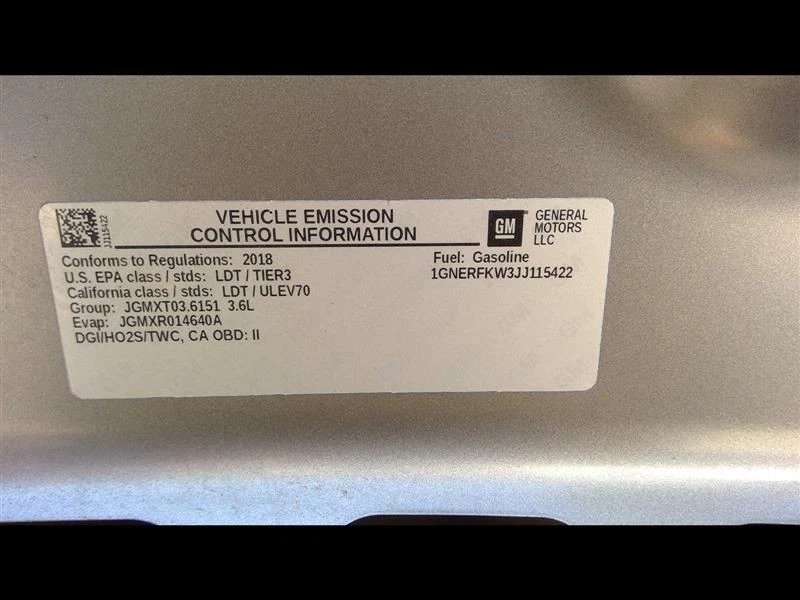 JJ115422
VEHICLE EMISSION
CONTROL INFORMATION
GM
GENERAL
MOTORS
LLC
Conforms to Regulations: 2018
U.S. EPA class / stds: LDT / TIER3
California class / stds: LDT / ULEV70
Group: JGMXT03.6151 3.6L
Evap: JGMXR014640A
DGI/HO2S/TWC, CA OBD: II
Fuel: Gasoline
1GNERFKW3JJ115422